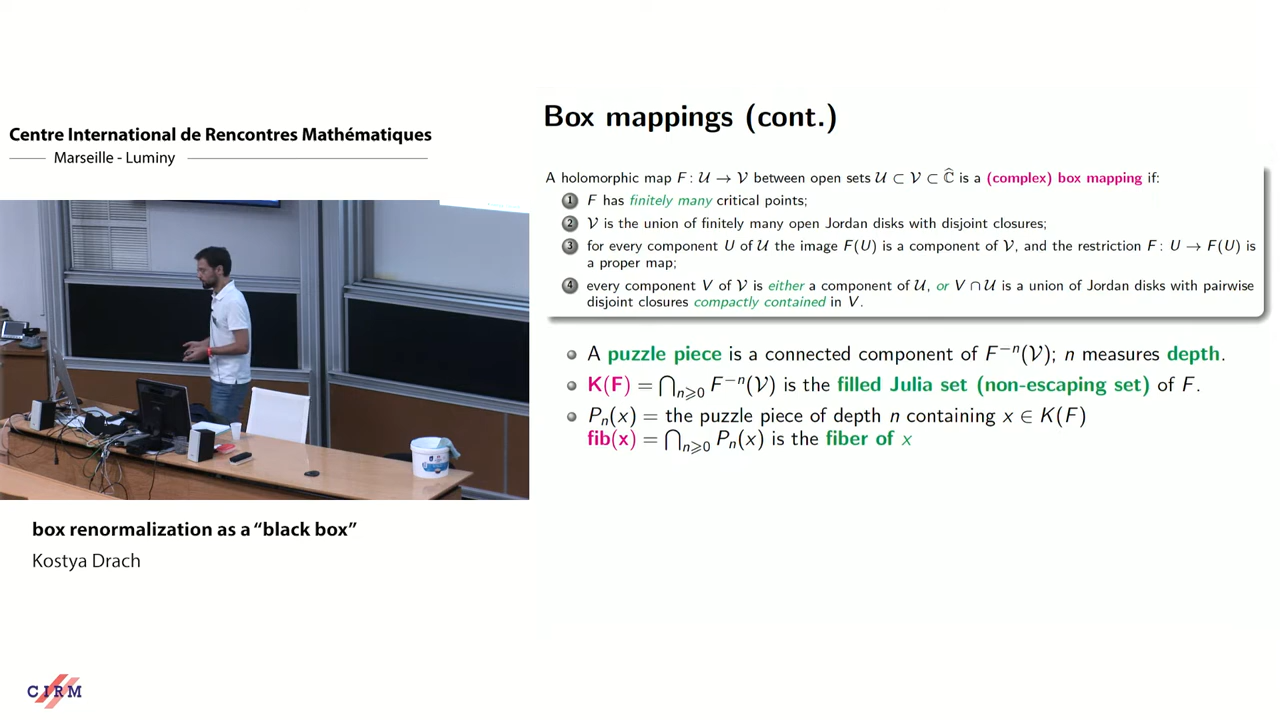 Centre International de Rencontres Mathématiques
Marseille - Luminy
box renormalization as a “black box”
Kostya Drach
CIRM
Box mappings (cont.)
A holomorphic map F: 𝒰 → 𝒱 between open sets 𝒰 ⊂ 𝒱 ⊂ Ĉ is a (complex) box mapping if:
1 F has finitely many critical points;
2 𝒱 is the union of finitely many open Jordan disks with disjoint closures;
3 for every component U of 𝒰 the image F(U) is a component of 𝒱, and the restriction F: U → F(U) is
a proper map;
4 every component V of 𝒱 is either a component of 𝒰, or V ∩ 𝒰 is a union of Jordan disks with pairwise
disjoint closures compactly contained in V.
A puzzle piece is a connected component of F⁻ⁿ(𝒱); n measures depth.
K(F) = ⋂ₙ⩾₀ F⁻ⁿ(𝒱) is the filled Julia set (non-escaping set) of F.
Pₙ(x) = the puzzle piece of depth n containing x ∈ K(F)
fib(x) = ⋂ₙ⩾₀ Pₙ(x) is the fiber of x